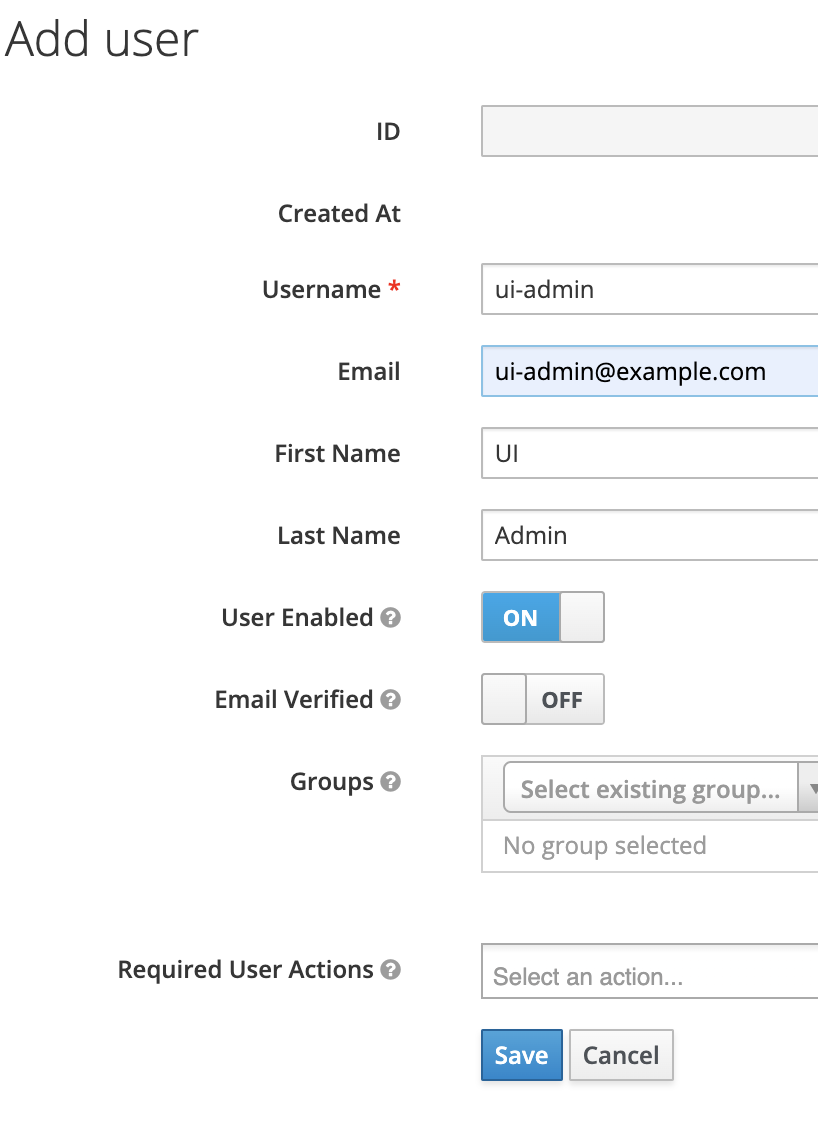 Add user
ID
Created At
Username * ui-admin
Email ui-admin@example.com
First Name UI
Last Name Admin
User Enabled ? ON
Email Verified ? OFF
Groups ? Select existing group...
No group selected
Required User Actions ? Select an action...
Save Cancel